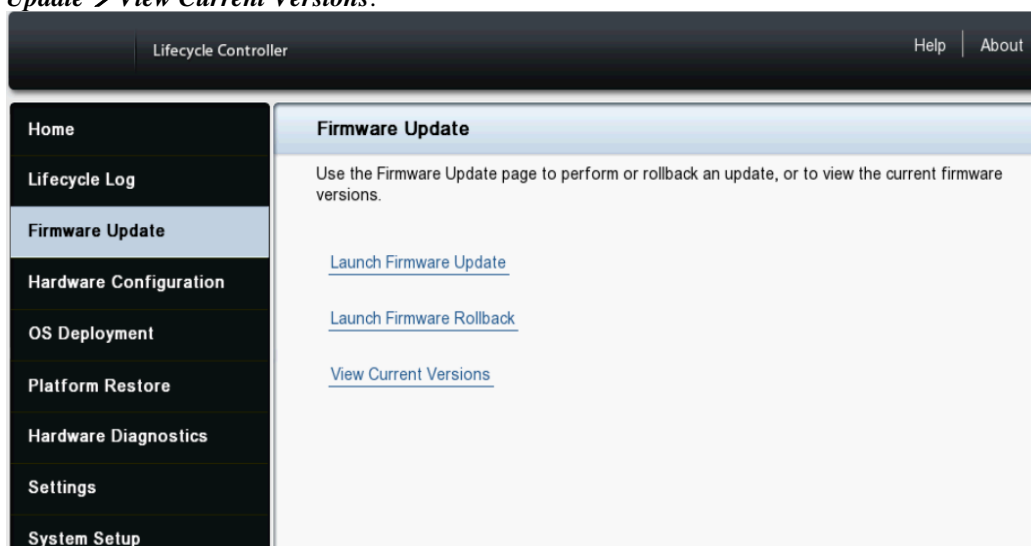 Update → View Current Versions.
Lifecycle Controller
Help | About
Home
Lifecycle Log
Firmware Update
Hardware Configuration
OS Deployment
Platform Restore
Hardware Diagnostics
Settings
System Setup
Firmware Update
Use the Firmware Update page to perform or rollback an update, or to view the current firmware
versions.
Launch Firmware Update
Launch Firmware Rollback
View Current Versions